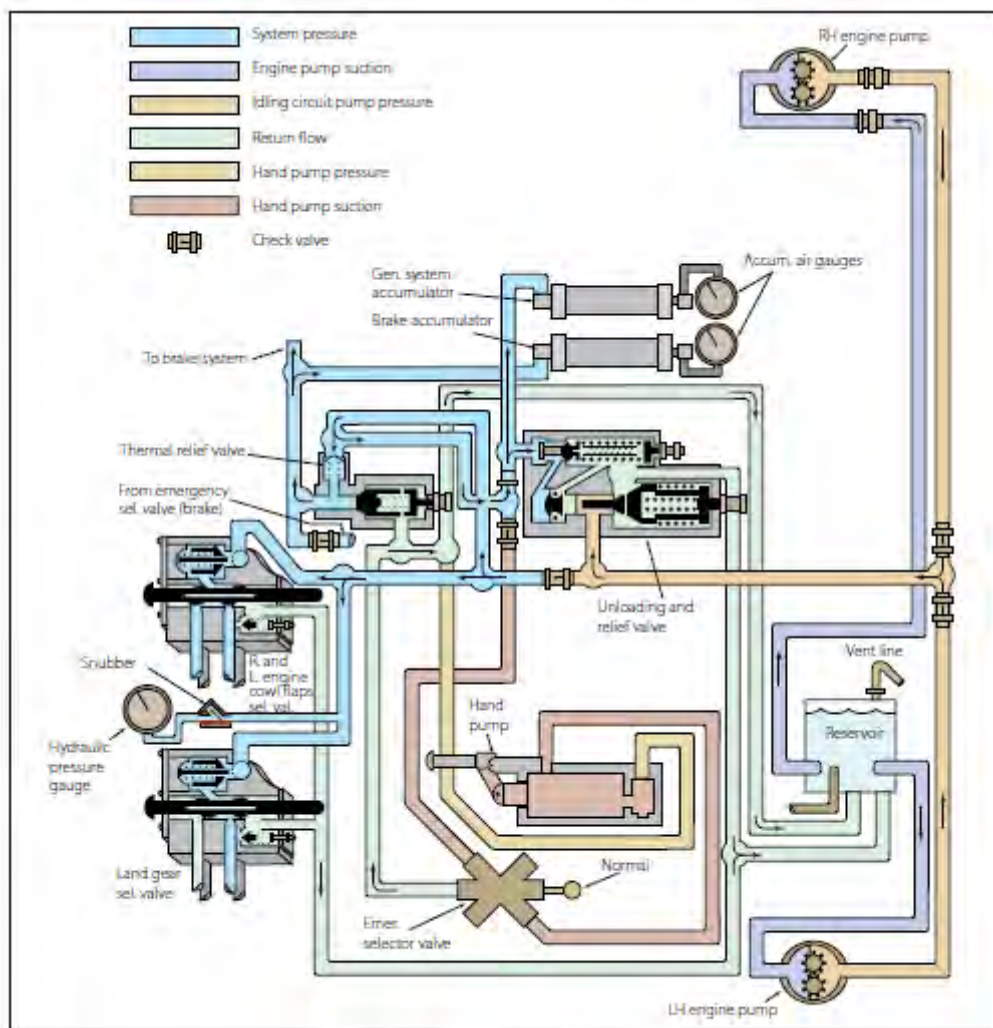 System pressure
Engine pump suction
Idling circuit pump pressure
Return flow
Hand pump pressure
Hand pump suction
Check valve
RH engine pump
Gen. system
accumulator
Accum. air gauges
Brake accumulator
To brake system
Thermal relief valve
From emergency
sel. valve (brake)
Unloading and
relief valve
Vent line
Snubber
R. and
L. engine
cowl flaps
sel. val.
Hand
pump
Reservoir
Hydraulic
pressure
gauge
Normal
Land gear
sel. valve
Emer.
selector valve
LH engine pump